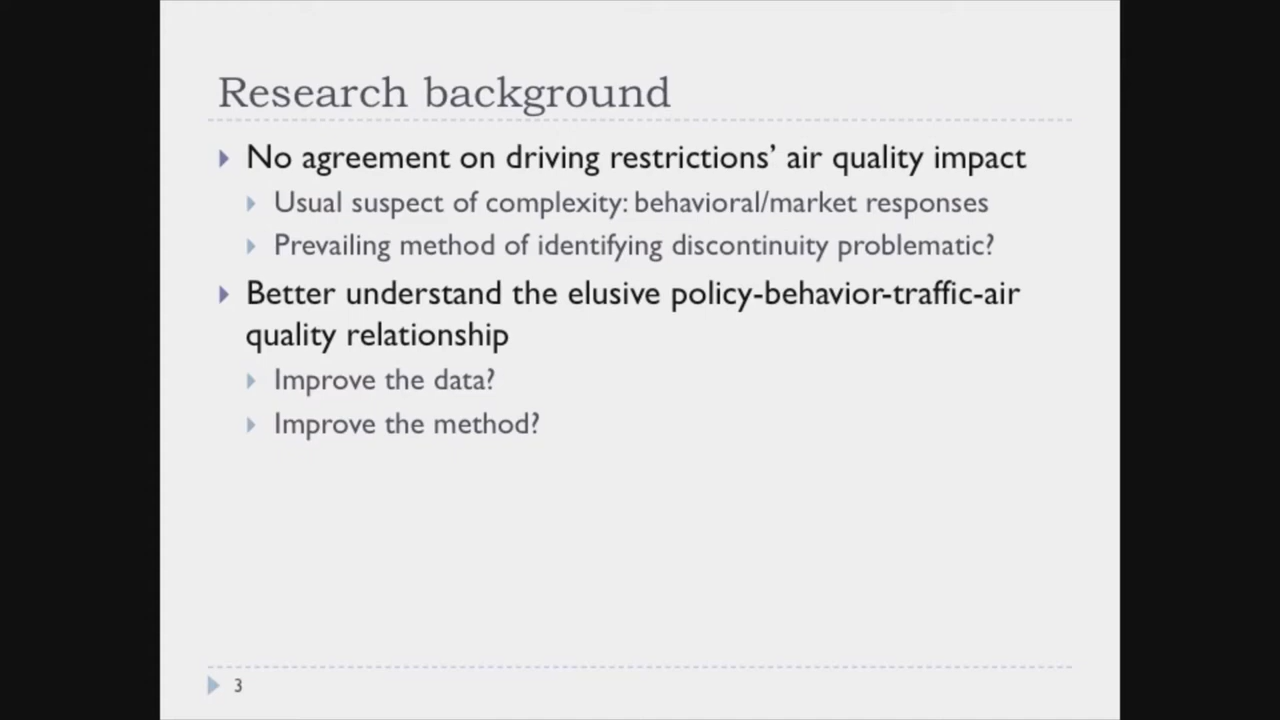 Research background
No agreement on driving restrictions’ air quality impact
Usual suspect of complexity: behavioral/market responses
Prevailing method of identifying discontinuity problematic?
Better understand the elusive policy-behavior-traffic-air
quality relationship
Improve the data?
Improve the method?
3